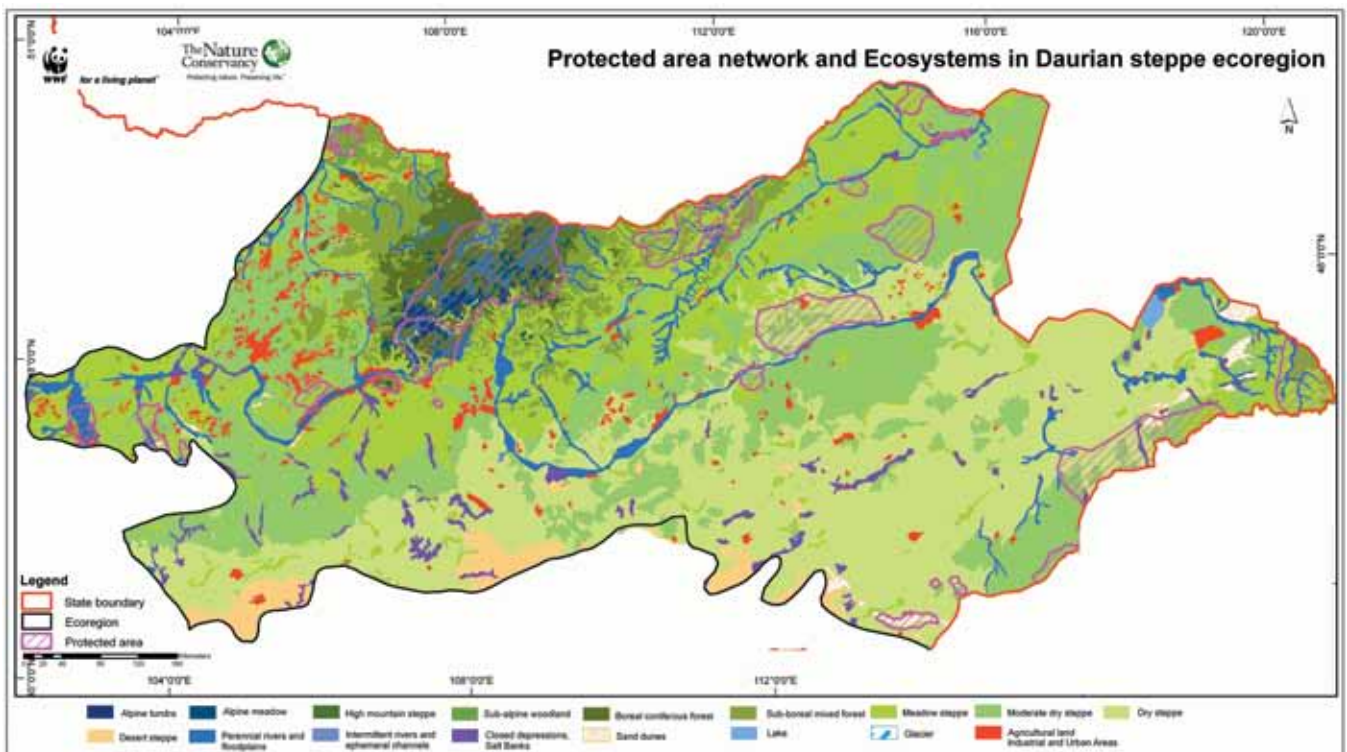 104°0'0"E 108°0'0"E 112°0'0"E 116°0'0"E 120°0'0"E
51°0'0"N
WWF for a living planet®
The Nature Conservancy
Protecting nature. Preserving life.™
Protected area network and Ecosystems in Daurian steppe ecoregion
N
48°0'0"N
Legend
State boundary
Ecoregion
Protected area
104°0'0"E 108°0'0"E 112°0'0"E
Alpine tundra Alpine meadow High mountain steppe Sub-alpine woodland Boreal coniferous forest Sub-boreal mixed forest Meadow steppe Moderate dry steppe Dry steppe
Desert steppe Perennial rivers and floodplains Intermittent rivers and ephemeral channels Closed depressions, Salt Banks Sand dunes Lake Glacier Agricultural land Industrial and Urban Areas